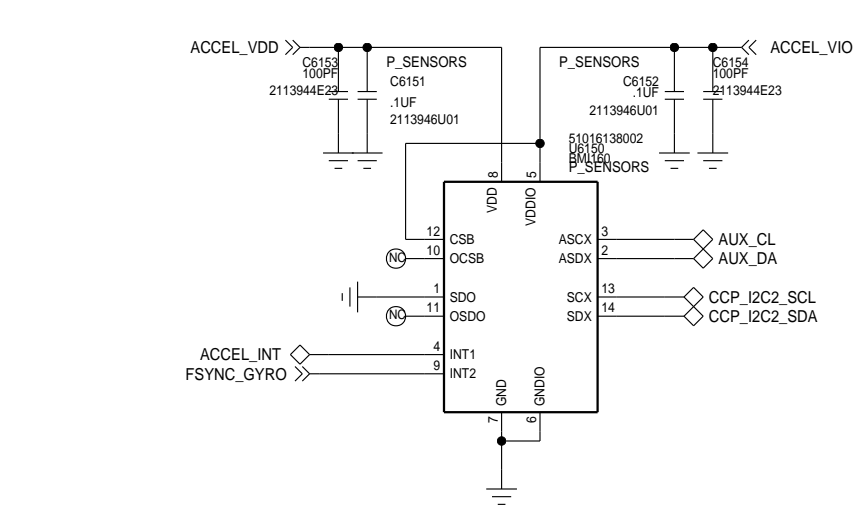 ACCEL_VDD
ACCEL_VIO
C6153
100PF
2113944E23
P_SENSORS
C6151
.1UF
2113946U01
P_SENSORS
C6152
.1UF
2113946U01
C6154
100PF
2113944E23
51016138002
U6150
BMI160
P_SENSORS
8
5
VDD
VDDIO
12
CSB
10
NC
OCSB
1
SDO
11
NC
OSDO
ACCEL_INT
4
INT1
FSYNC_GYRO
9
INT2
ASCX
3
AUX_CL
ASDX
2
AUX_DA
SCX
13
CCP_I2C2_SCL
SDX
14
CCP_I2C2_SDA
GND
GNDIO
7
6